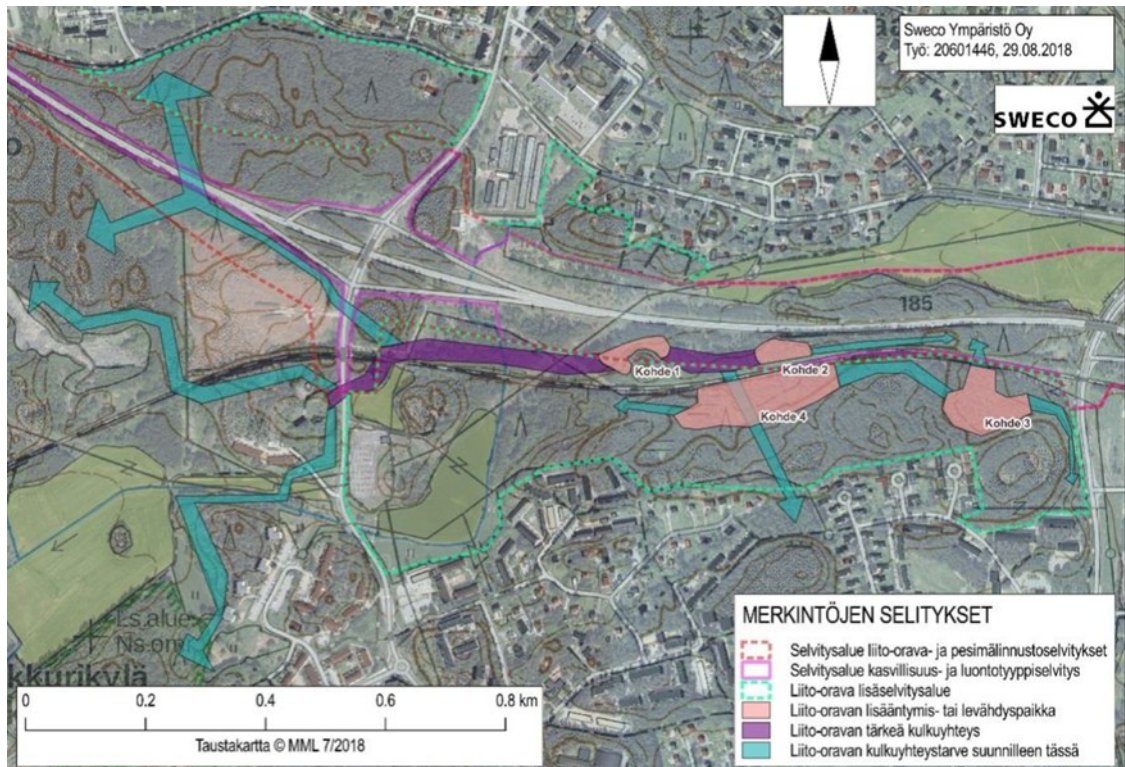 Sweco Ympäristö Oy
Työ: 20601446, 29.08.2018
SWECO
185
Kohde 1
Kohde 2
Kohde 3
Kohde 4
Ls.alue
Ns.om
kkurikylä
MERKINTÖJEN SELITYKSET
Selvitysalue liito-orava- ja pesimälinnustoselvitykset
Selvitysalue kasvillisuus- ja luontotyyppiselvitys
Liito-orava lisäselvitysalue
Liito-oravan lisääntymis- tai levähdyspaikka
Liito-oravan tärkeä kulkuyhteys
Liito-oravan kulkuyhteystarve suunnilleen tässä
0 0.2 0.4 0.6 0.8 km
Taustakartta © MML 7/2018